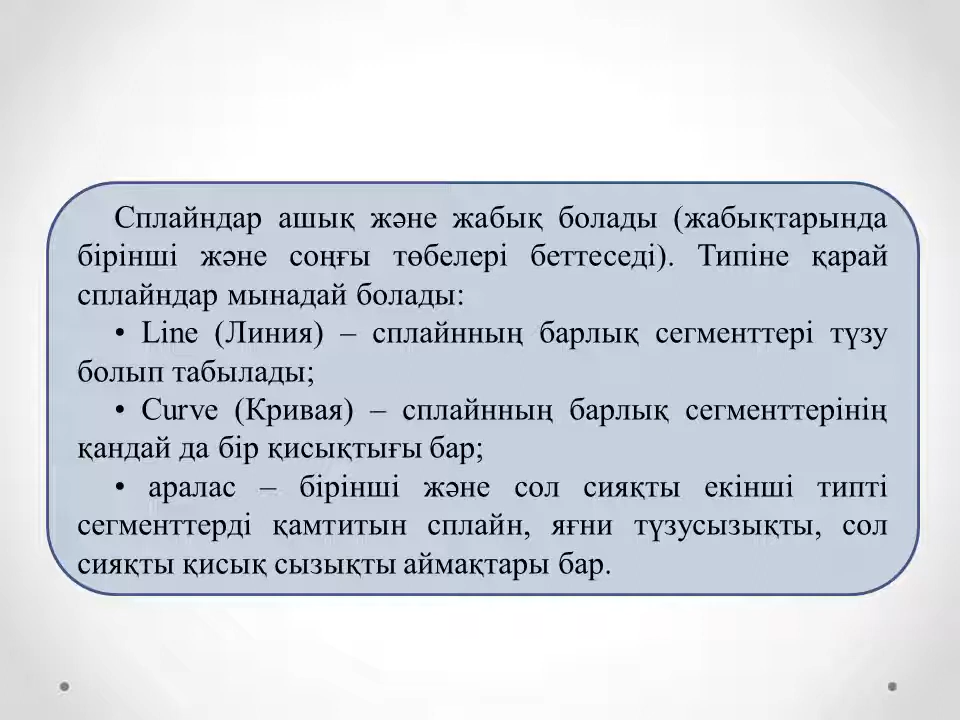 Сплайндар ашық және жабық болады (жабықтарында
бірінші және соңғы төбелері беттеседі). Типіне қарай
сплайндар мынадай болады:
• Line (Линия) – сплайнның барлық сегменттері түзу
болып табылады;
• Curve (Кривая) – сплайнның барлық сегменттерінің
қандай да бір қисықтығы бар;
• аралас – бірінші және сол сияқты екінші типті
сегменттерді қамтитын сплайн, яғни түзусызықты, сол
сияқты қисық сызықты аймақтары бар.